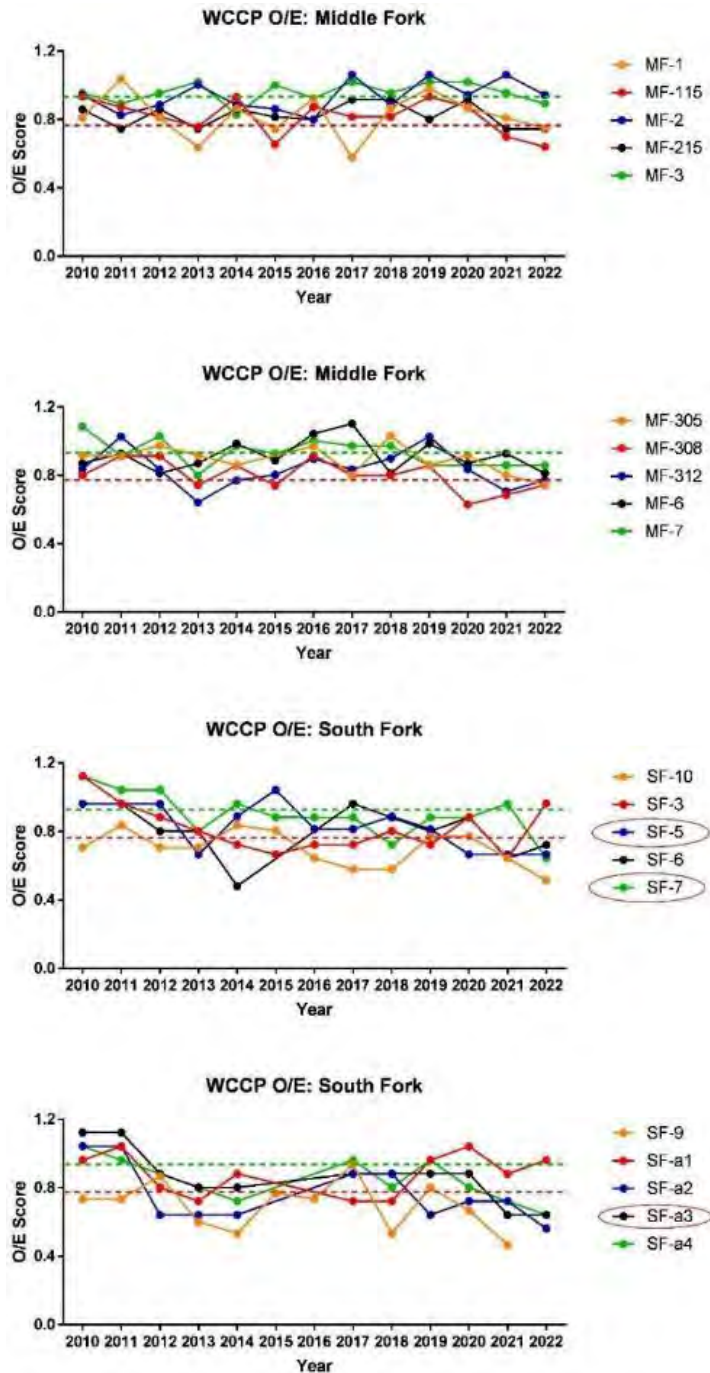 WCCP O/E: Middle Fork
1.2
0.8
0.4
0.0
O/E Score
2010 2011 2012 2013 2014 2015 2016 2017 2018 2019 2020 2021 2022
Year
MF-1
MF-115
MF-2
MF-215
MF-3
WCCP O/E: Middle Fork
1.2
0.8
0.4
0.0
O/E Score
2010 2011 2012 2013 2014 2015 2016 2017 2018 2019 2020 2021 2022
Year
MF-305
MF-308
MF-312
MF-6
MF-7
WCCP O/E: South Fork
1.2
0.8
0.4
0.0
O/E Score
2010 2011 2012 2013 2014 2015 2016 2017 2018 2019 2020 2021 2022
Year
SF-10
SF-3
SF-5
SF-6
SF-7
WCCP O/E: South Fork
1.2
0.8
0.4
0.0
O/E Score
2010 2011 2012 2013 2014 2015 2016 2017 2018 2019 2020 2021 2022
Year
SF-9
SF-a1
SF-a2
SF-a3
SF-a4